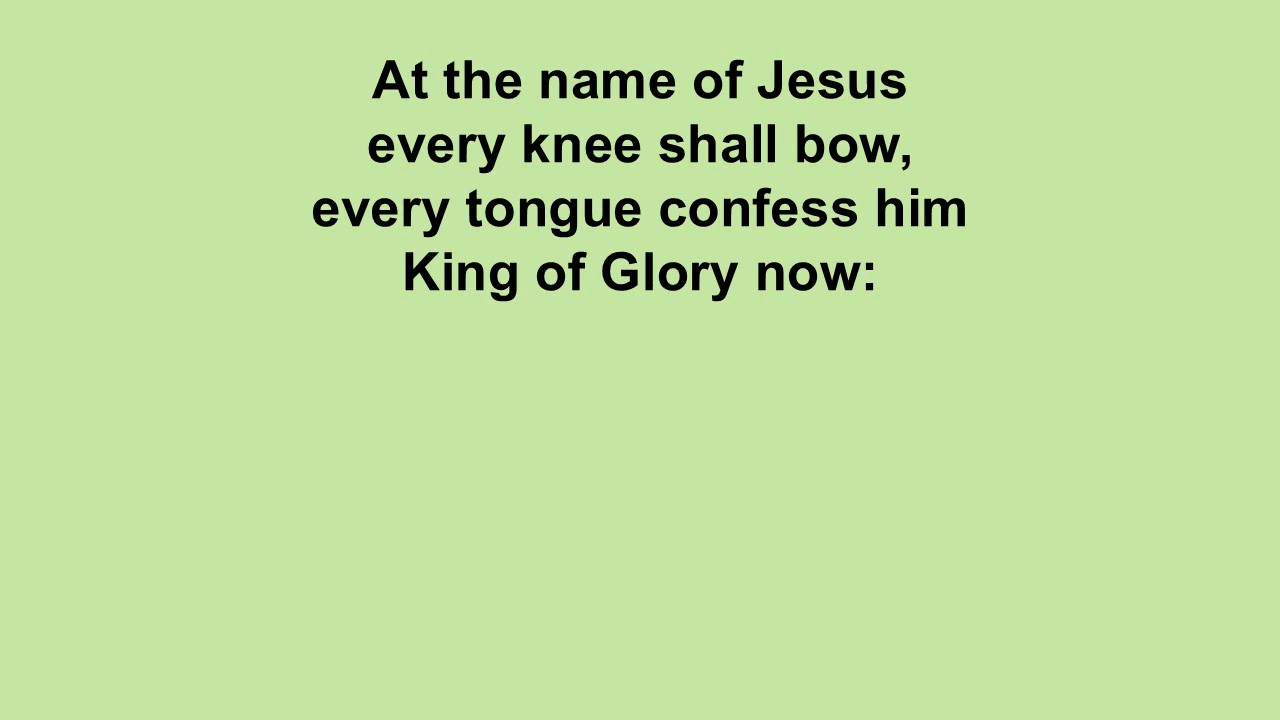 At the name of Jesus
every knee shall bow,
every tongue confess him
King of Glory now: